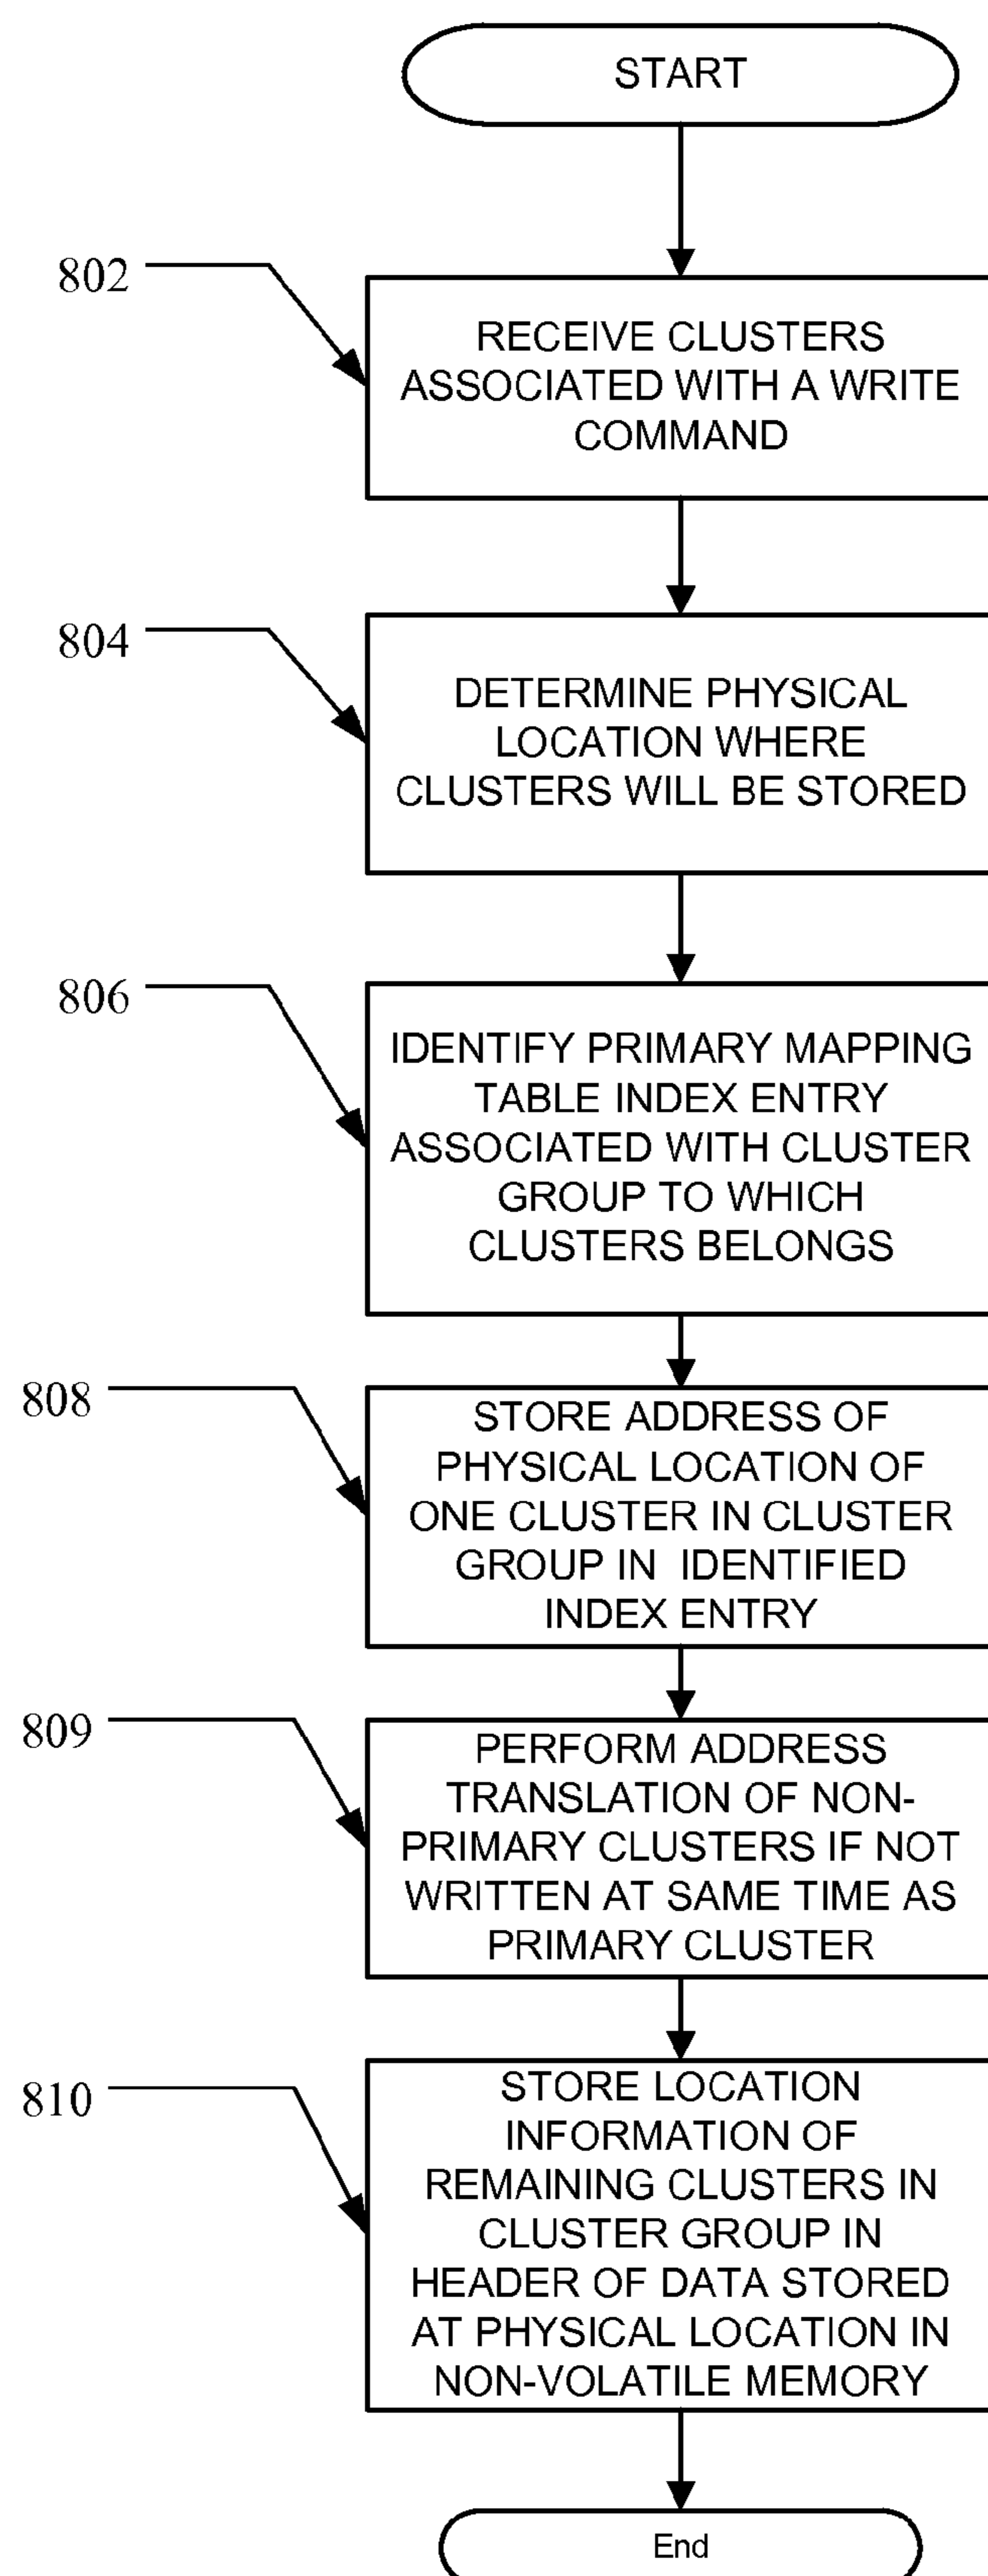 START
802
RECEIVE CLUSTERS
ASSOCIATED WITH A WRITE
COMMAND
804
DETERMINE PHYSICAL
LOCATION WHERE
CLUSTERS WILL BE STORED
806
IDENTIFY PRIMARY MAPPING
TABLE INDEX ENTRY
ASSOCIATED WITH CLUSTER
GROUP TO WHICH
CLUSTERS BELONGS
808
STORE ADDRESS OF
PHYSICAL LOCATION OF
ONE CLUSTER IN CLUSTER
GROUP IN IDENTIFIED
INDEX ENTRY
809
PERFORM ADDRESS
TRANSLATION OF NON-
PRIMARY CLUSTERS IF NOT
WRITTEN AT SAME TIME AS
PRIMARY CLUSTER
810
STORE LOCATION
INFORMATION OF
REMAINING CLUSTERS IN
CLUSTER GROUP IN
HEADER OF DATA STORED
AT PHYSICAL LOCATION IN
NON-VOLATILE MEMORY
End